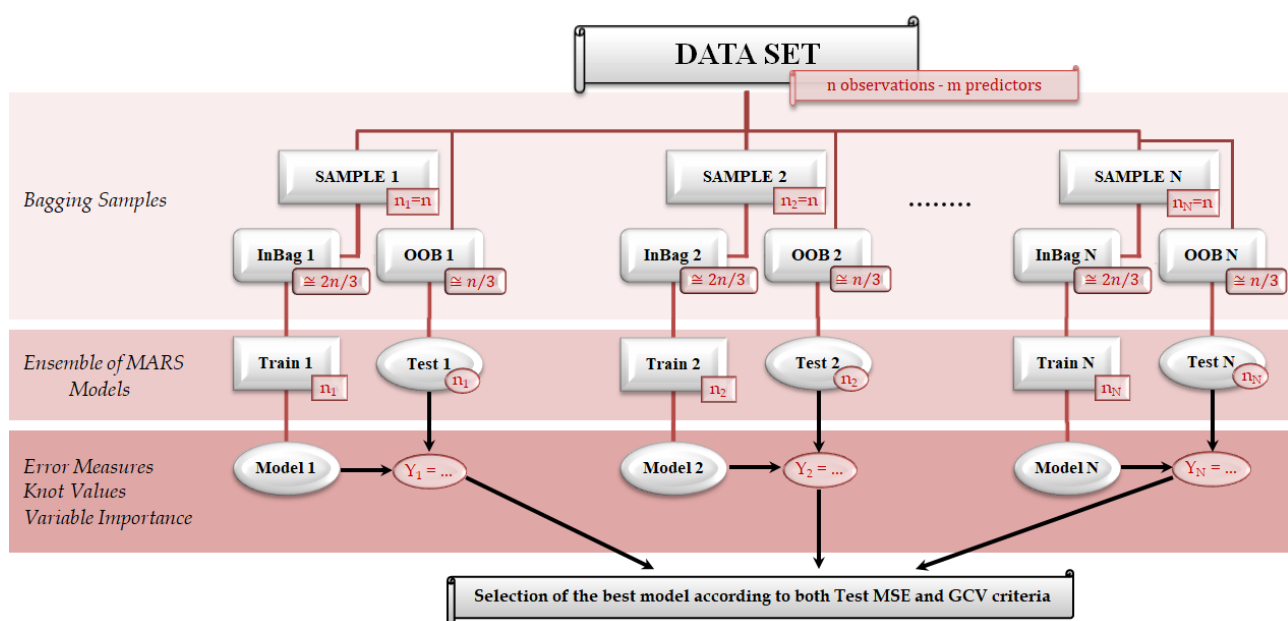 DATA SET
n observations - m predictors
Bagging Samples
SAMPLE 1
n₁=n
SAMPLE 2
n₂=n
........
SAMPLE N
n_N=n
InBag 1
≅ 2n/3
OOB 1
≅ n/3
InBag 2
≅ 2n/3
OOB 2
≅ n/3
InBag N
≅ 2n/3
OOB N
≅ n/3
Ensemble of MARS
Models
Train 1
n₁
Test 1
n₁
Train 2
n₂
Test 2
n₂
Train N
n_N
Test N
n_N
Error Measures
Knot Values
Variable Importance
Model 1
Y₁ = ...
Model 2
Y₂ = ...
Model N
Y_N = ...
Selection of the best model according to both Test MSE and GCV criteria